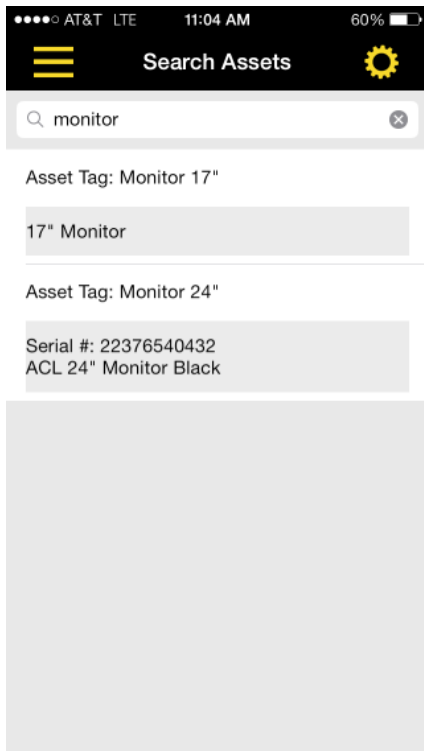 AT&T LTE 11:04 AM 60%
Search Assets
monitor
Asset Tag: Monitor 17"
17" Monitor
Asset Tag: Monitor 24"
Serial #: 22376540432
ACL 24" Monitor Black